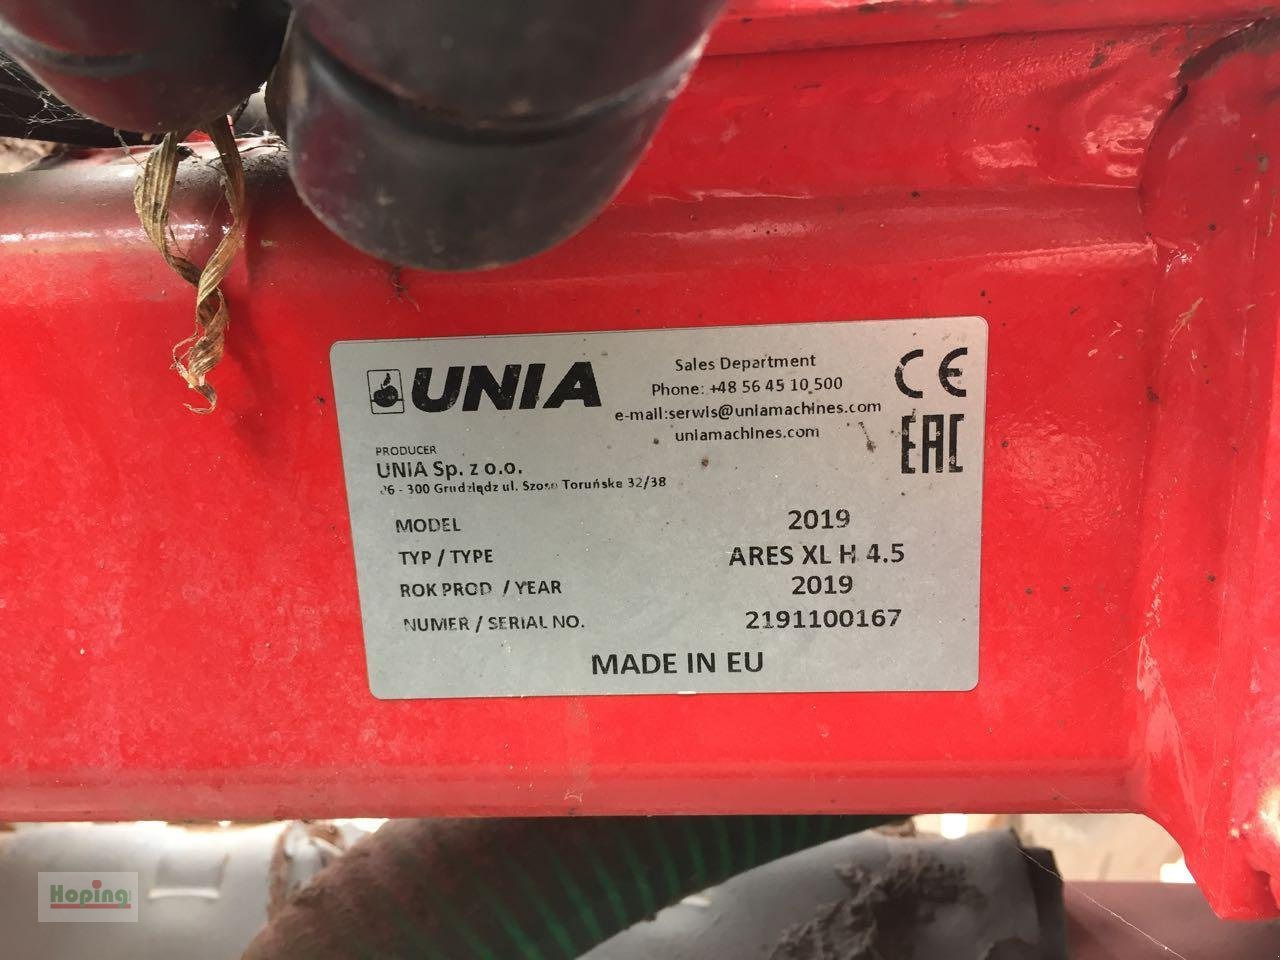 UNIA
Sales Department
Phone: +48 56 45 10 500
e-mail:serwis@uniamachines.com
uniamachines.com
CE
EAC
PRODUCER
UNIA Sp. z o.o.
- 300 Grudziądz ul. Toruńska 32/38
MODEL 2019
TYP / TYPE ARES XL H 4.5
ROK PROD / YEAR 2019
NUMER / SERIAL NO. 2191100167
MADE IN EU
Hoping